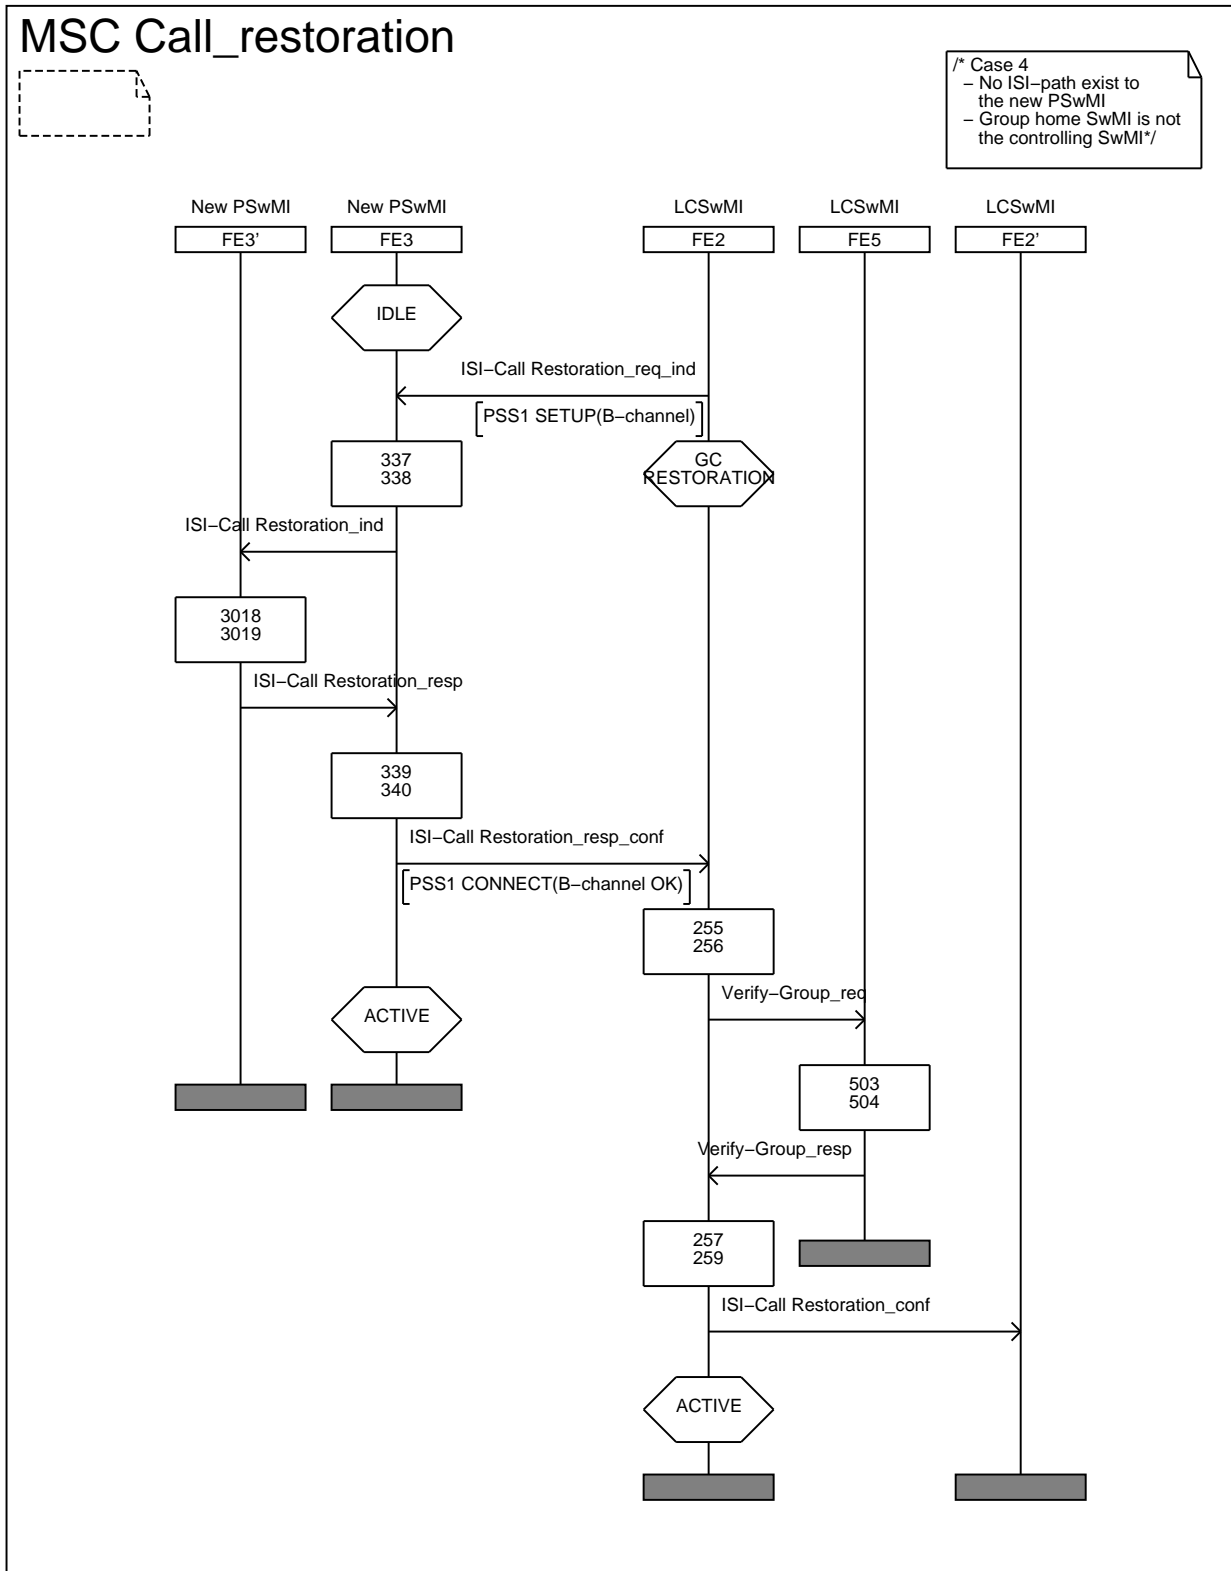 MSC Call_restoration
/* Case 4
– No ISI–path exist to
the new PSwMI
– Group home SwMI is not
the controlling SwMI*/
New PSwMI
New PSwMI
LCSwMI
LCSwMI
LCSwMI
FE3'
FE3
FE2
FE5
FE2'
IDLE
ISI–Call Restoration_req_ind
PSS1 SETUP(B–channel)
337
338
GC
RESTORATION
ISI–Call Restoration_ind
3018
3019
ISI–Call Restoration_resp
339
340
ISI–Call Restoration_resp_conf
PSS1 CONNECT(B–channel OK)
255
256
Verify–Group_req
ACTIVE
503
504
Verify–Group_resp
257
259
ISI–Call Restoration_conf
ACTIVE